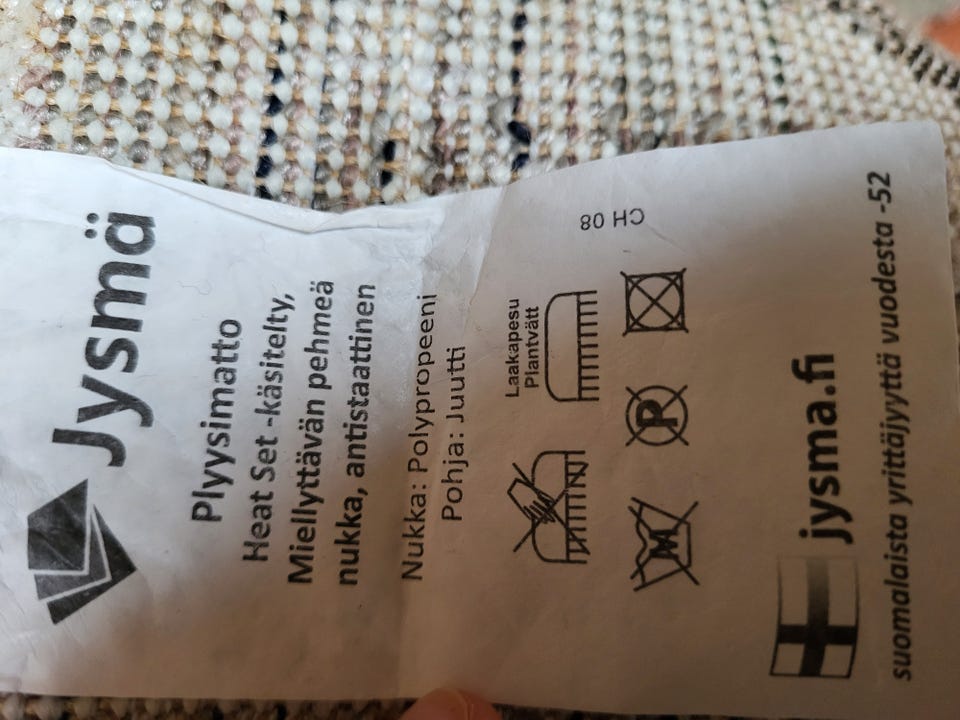 Jysmä
Plyysimatto
Heat Set -käsitelty,
Miellyttävän pehmeä
nukka, antistaattinen
Nukka: Polypropeeni
Pohja: Juutti
Laakapesu
Plantvätt
M P
CH 08
jysma.fi
suomalaista yrittäjyyttä vuodesta -52